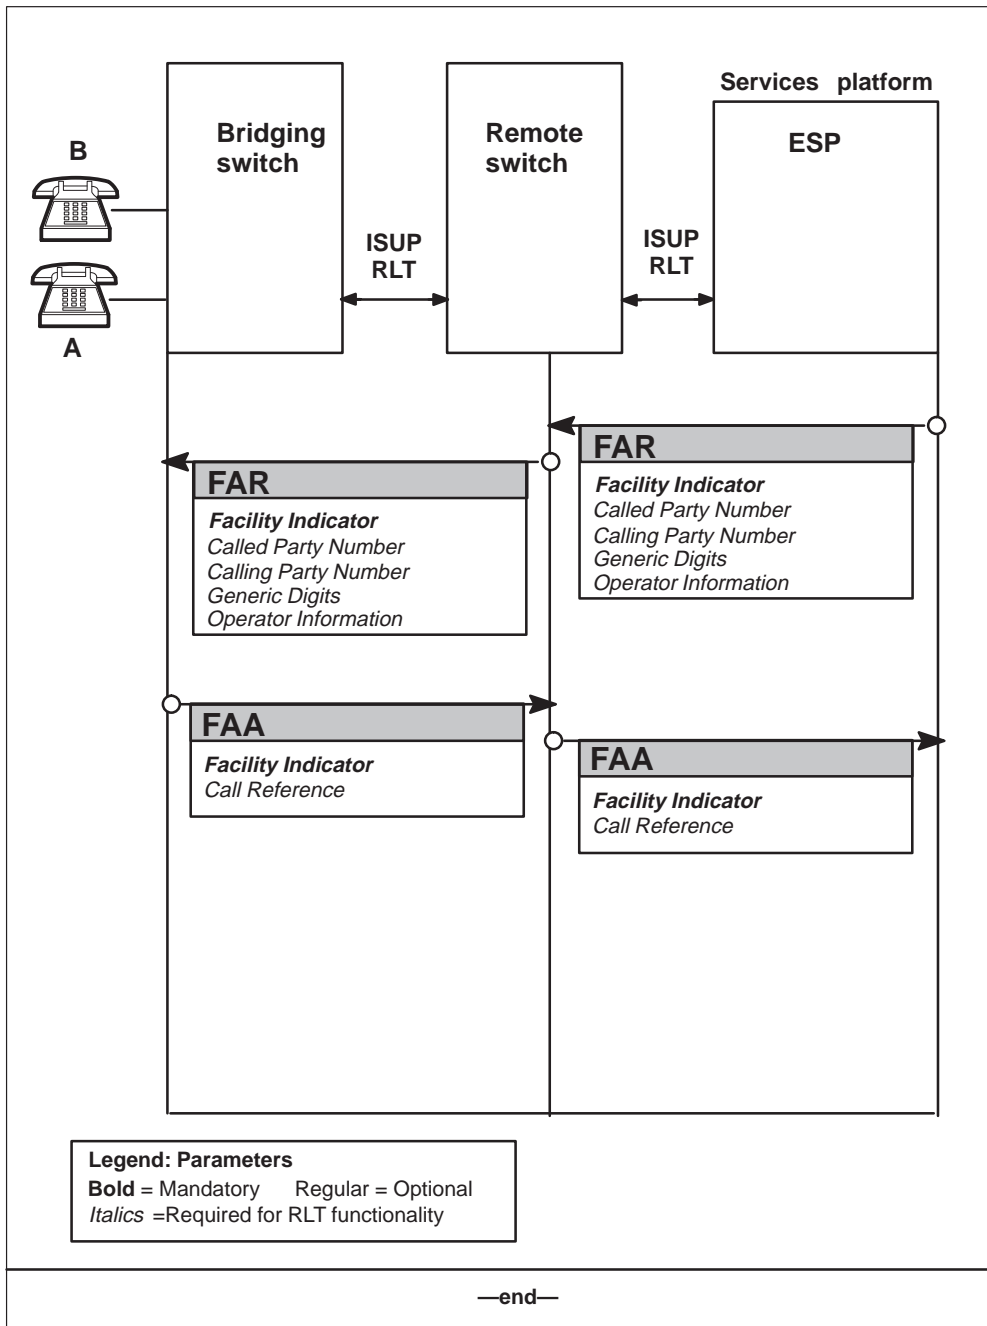 Services platform
Bridging
switch
Remote
switch
ESP
B
A
ISUP
RLT
ISUP
RLT
FAR
Facility Indicator
Called Party Number
Calling Party Number
Generic Digits
Operator Information
FAR
Facility Indicator
Called Party Number
Calling Party Number
Generic Digits
Operator Information
FAA
Facility Indicator
Call Reference
FAA
Facility Indicator
Call Reference
Legend: Parameters
Bold = Mandatory Regular = Optional
Italics =Required for RLT functionality
—end—